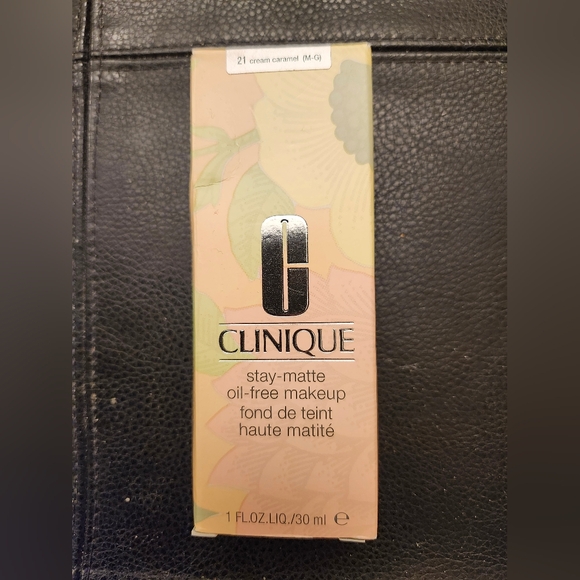 21 cream caramel (M-G)
CLINIQUE
stay-matte
oil-free makeup
fond de teint
haute matité
1 FL.OZ.LIQ./30 ml ℮